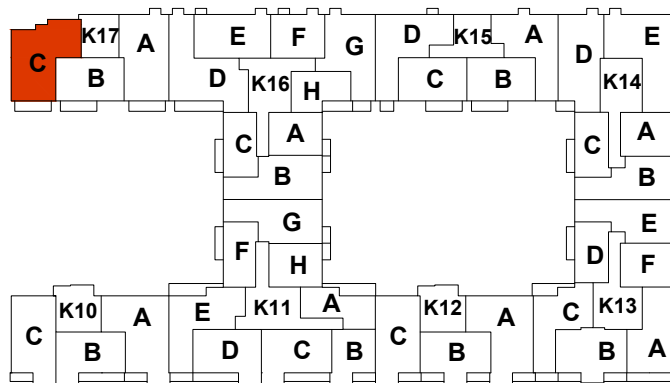 C K17 A E F G D K15 A D E
B D K16 H C B K14
C A C A
B B
G E
F H D F
C K10 A E K11 A C K12 A C K13
B D C B B B A